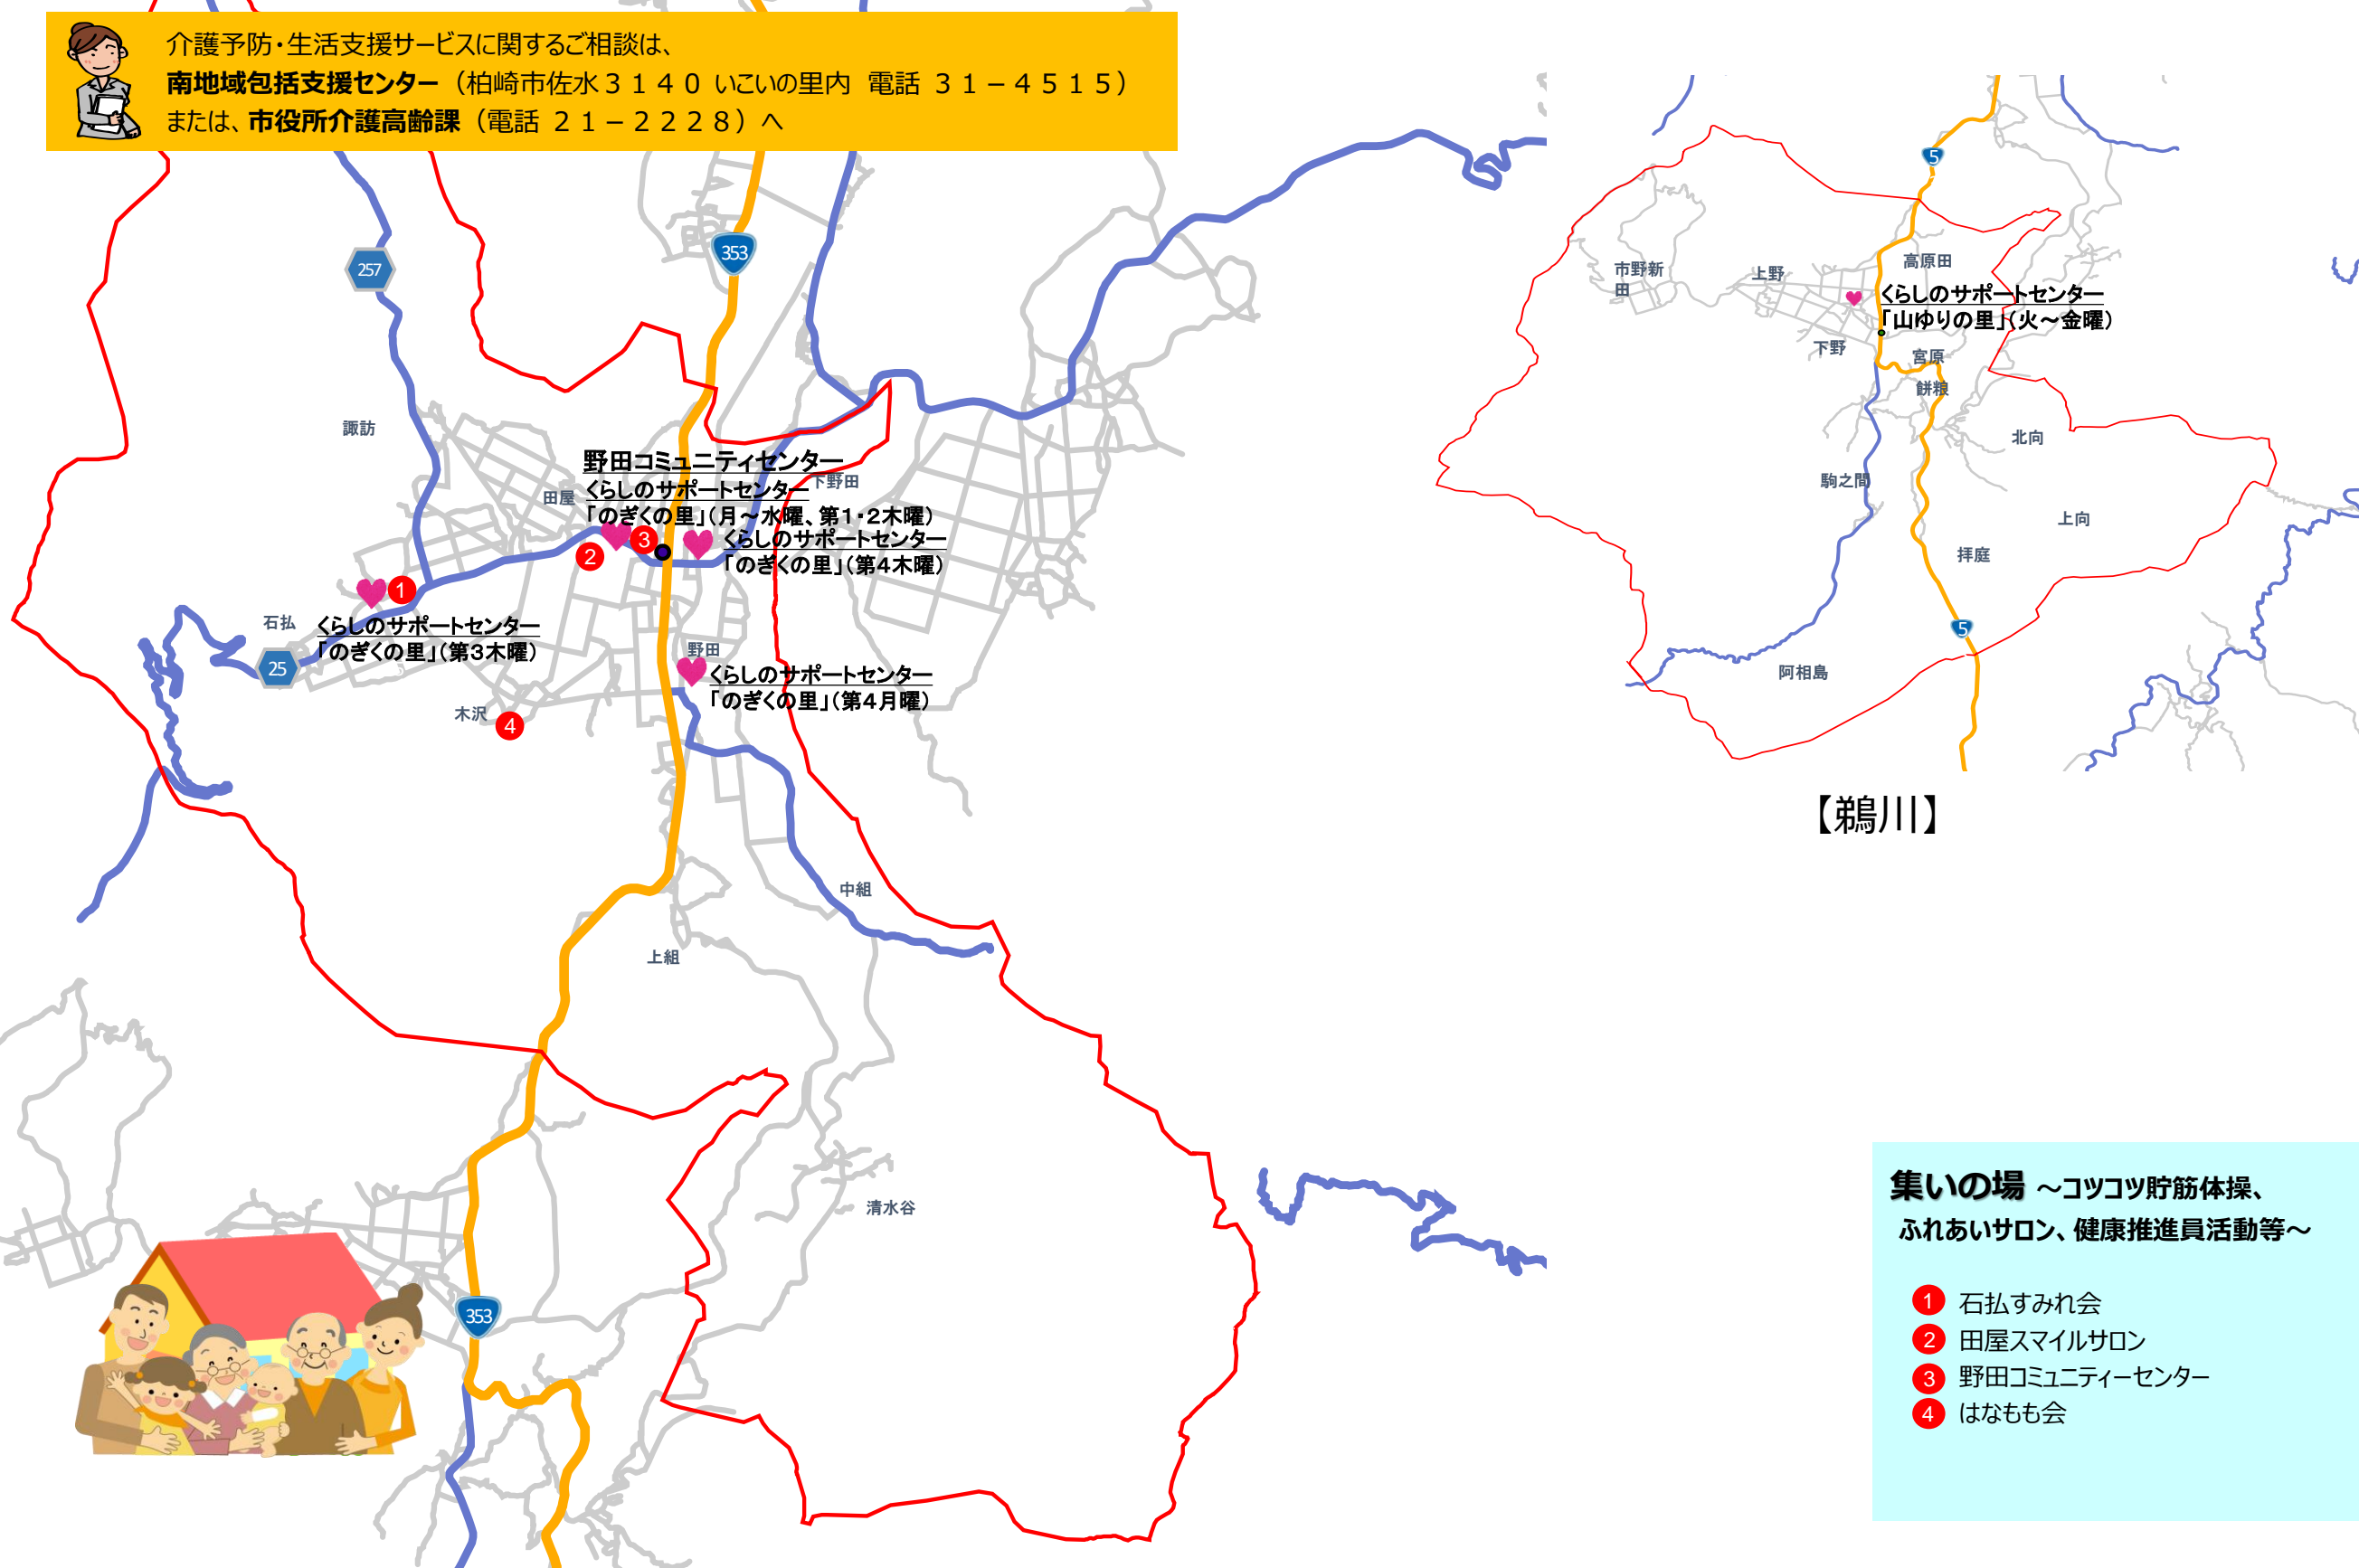 介護予防・生活支援サービスに関するご相談は、
南地域包括支援センター（柏崎市佐水３１４０ いこいの里内 電話 ３１－４５１５）
または、市役所介護高齢課（電話 ２１－２２２８）へ
257
353
諏訪
野田コミュニティセンター
田屋
くらしのサポートセンター
下野田
「のぎくの里」（月～水曜、第1・2木曜）
2
3
くらしのサポートセンター
「のぎくの里」（第4木曜）
1
石払
くらしのサポートセンター
「のぎくの里」（第3木曜）
25
野田
くらしのサポートセンター
「のぎくの里」（第4月曜）
木沢
4
中組
上組
清水谷
353
5
市野新
田
上野
高原田
くらしのサポートセンター
「山ゆりの里」（火～金曜）
下野
宮原
餅粮
北向
駒之間
上向
拝庭
5
阿相島
【鵜川】
集いの場 ～コツコツ貯筋体操、
ふれあいサロン、健康推進員活動等～
1 石払すみれ会
2 田屋スマイルサロン
3 野田コミュニティーセンター
4 はなもも会